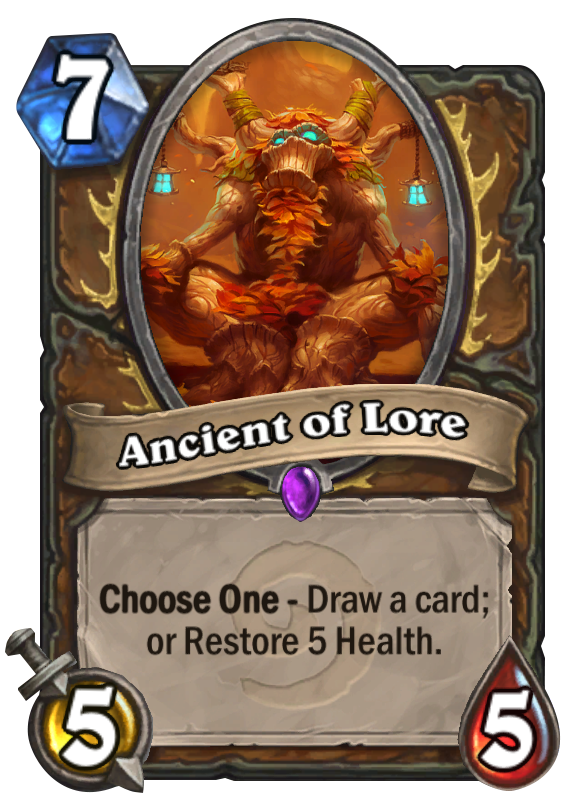 7
Ancient of Lore
Choose One - Draw a card;
or Restore 5 Health.
5
5